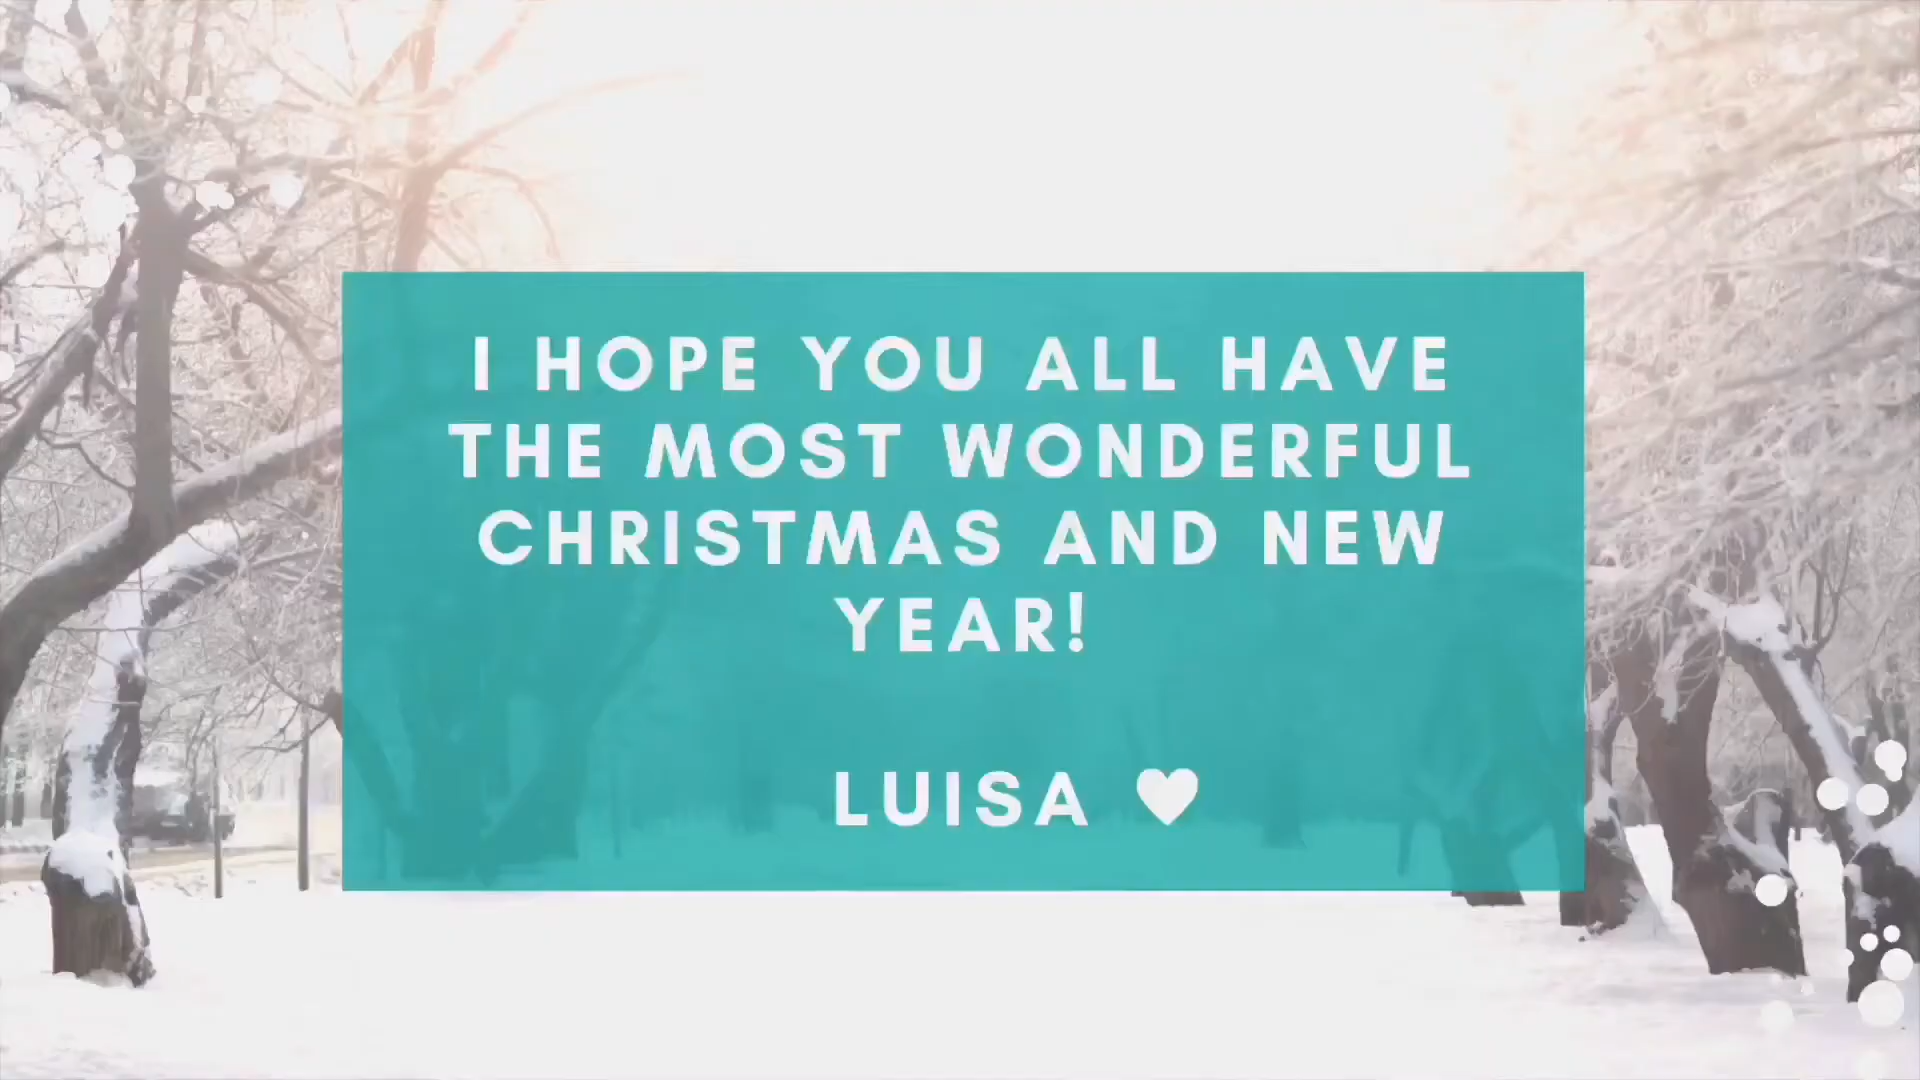 I HOPE YOU ALL HAVE
THE MOST WONDERFUL
CHRISTMAS AND NEW
YEAR!
LUISA ♥